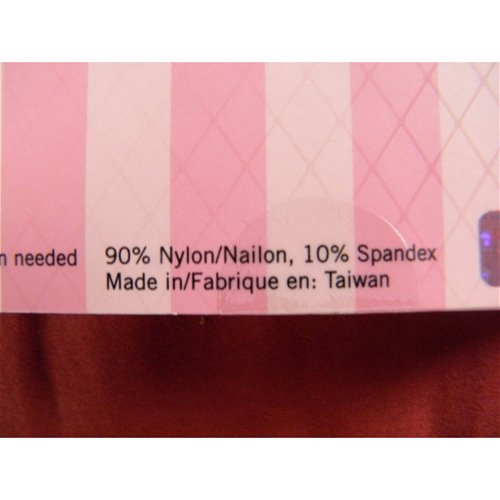 n needed
90% Nylon/Nailon, 10% Spandex
Made in/Fabrique en: Taiwan